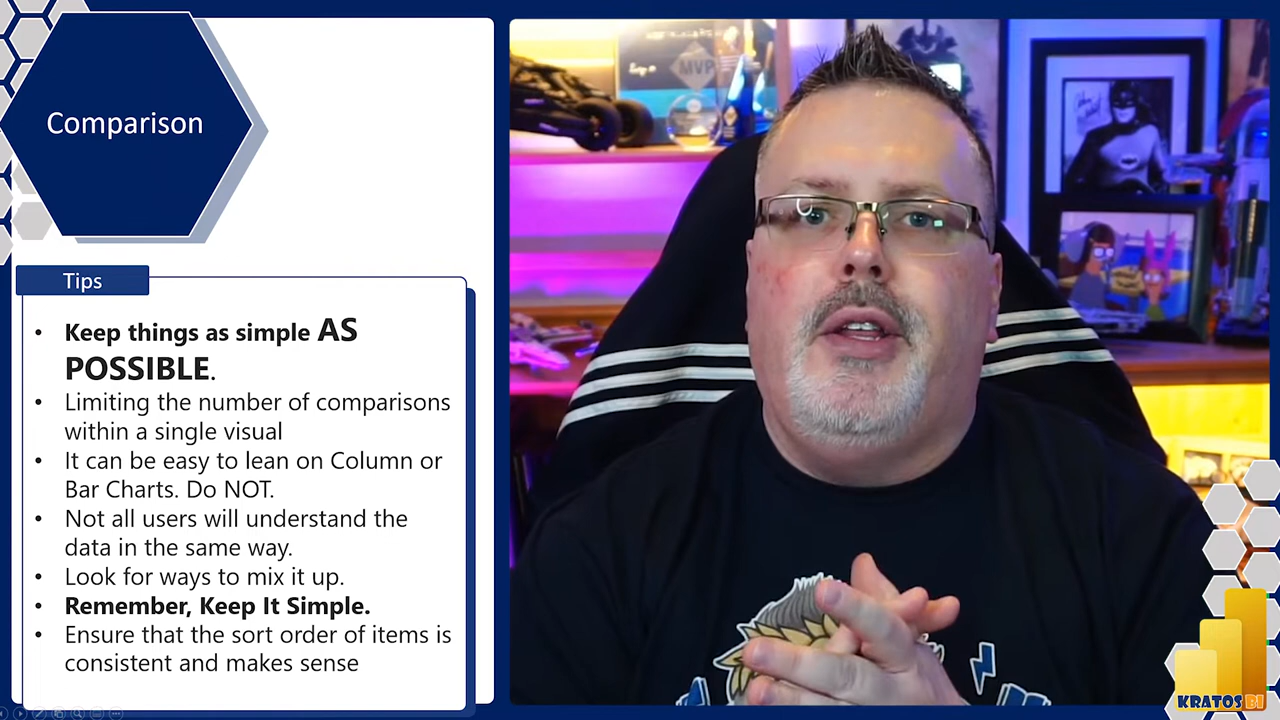 Comparison
Tips
• Keep things as simple AS
POSSIBLE.
• Limiting the number of comparisons
within a single visual
• It can be easy to lean on Column or
Bar Charts. Do NOT.
• Not all users will understand the
data in the same way.
• Look for ways to mix it up.
• Remember, Keep It Simple.
• Ensure that the sort order of items is
consistent and makes sense
MVP
KRATOS BI